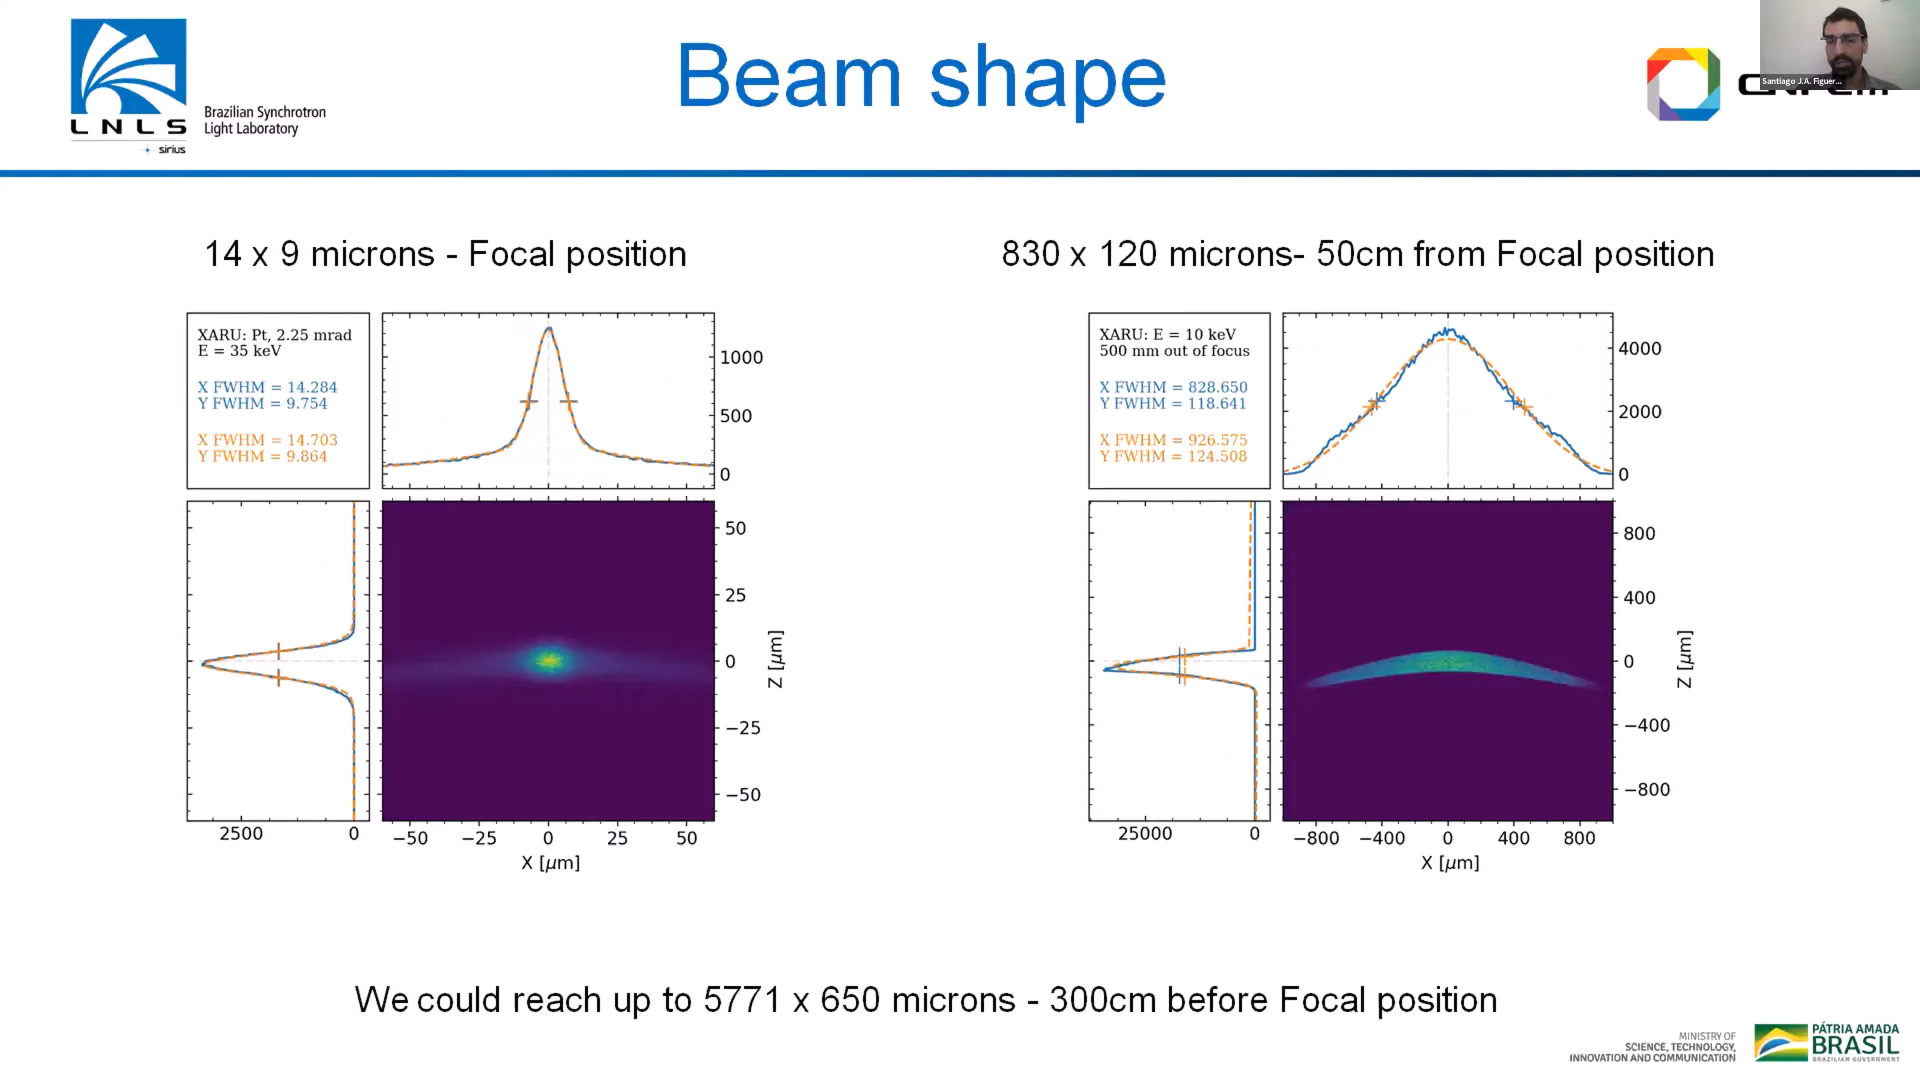 LNLS
sirius
Brazilian Synchrotron
Light Laboratory
Beam shape
Santiago J.A. Figuer...
14 x 9 microns - Focal position
XARU: Pt, 2.25 mrad
E = 35 keV
X FWHM = 14.284
Y FWHM = 9.754
X FWHM = 14.703
Y FWHM = 9.864
1000
500
0
50
25
0
−25
−50
Z [μm]
2500
0
−50
−25
0
25
50
X [μm]
830 x 120 microns- 50cm from Focal position
XARU: E = 10 keV
500 mm out of focus
X FWHM = 828.650
Y FWHM = 118.641
X FWHM = 926.575
Y FWHM = 124.508
4000
2000
0
800
400
0
−400
−800
Z [μm]
25000
0
−800
−400
0
400
800
X [μm]
We could reach up to 5771 x 650 microns - 300cm before Focal position
MINISTRY OF
SCIENCE, TECHNOLOGY,
INNOVATION AND COMMUNICATION
PÁTRIA AMADA
BRASIL
BRAZILIAN GOVERNMENT